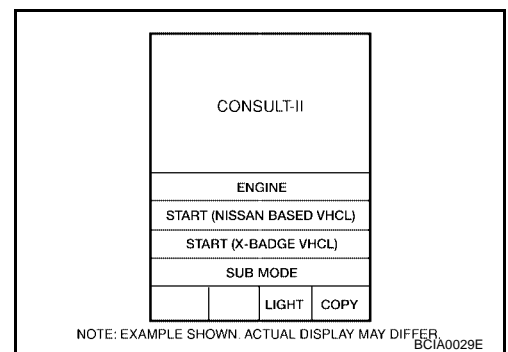 CONSULT-II
ENGINE
START (NISSAN BASED VHCL)
START (X-BADGE VHCL)
SUB MODE
LIGHT COPY
NOTE: EXAMPLE SHOWN. ACTUAL DISPLAY MAY DIFFER.
BCIA0029E